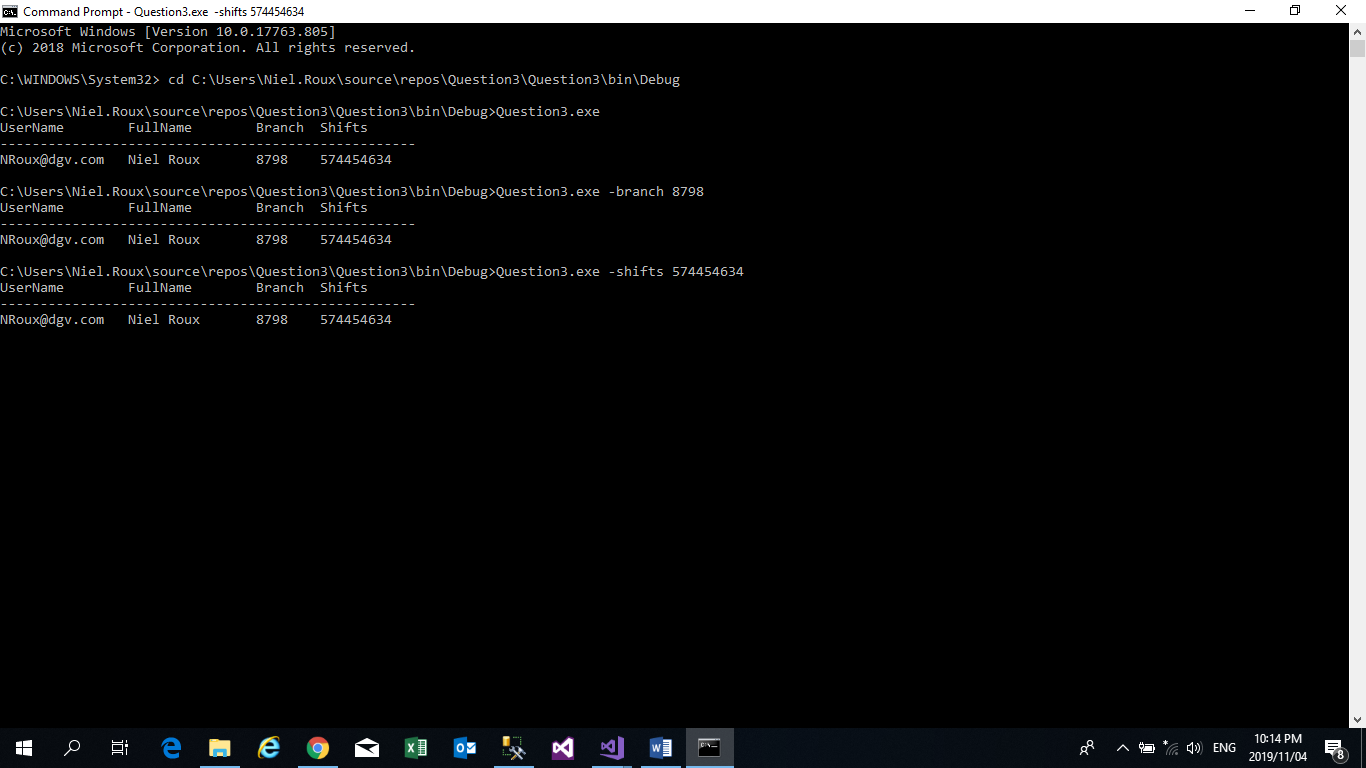 Command Prompt - Question3.exe -shifts 574454634
Microsoft Windows [Version 10.0.17763.805]
(c) 2018 Microsoft Corporation. All rights reserved.
C:\WINDOWS\System32> cd C:\Users\Niel.Roux\source\repos\Question3\Question3\bin\Debug
C:\Users\Niel.Roux\source\repos\Question3\Question3\bin\Debug>Question3.exe
UserName        FullName        Branch  Shifts
----------------------------------------------------
NRoux@dgv.com   Niel Roux       8798    574454634
C:\Users\Niel.Roux\source\repos\Question3\Question3\bin\Debug>Question3.exe -branch 8798
UserName        FullName        Branch  Shifts
----------------------------------------------------
NRoux@dgv.com   Niel Roux       8798    574454634
C:\Users\Niel.Roux\source\repos\Question3\Question3\bin\Debug>Question3.exe -shifts 574454634
UserName        FullName        Branch  Shifts
----------------------------------------------------
NRoux@dgv.com   Niel Roux       8798    574454634
ENG
10:14 PM
2019/11/04
8